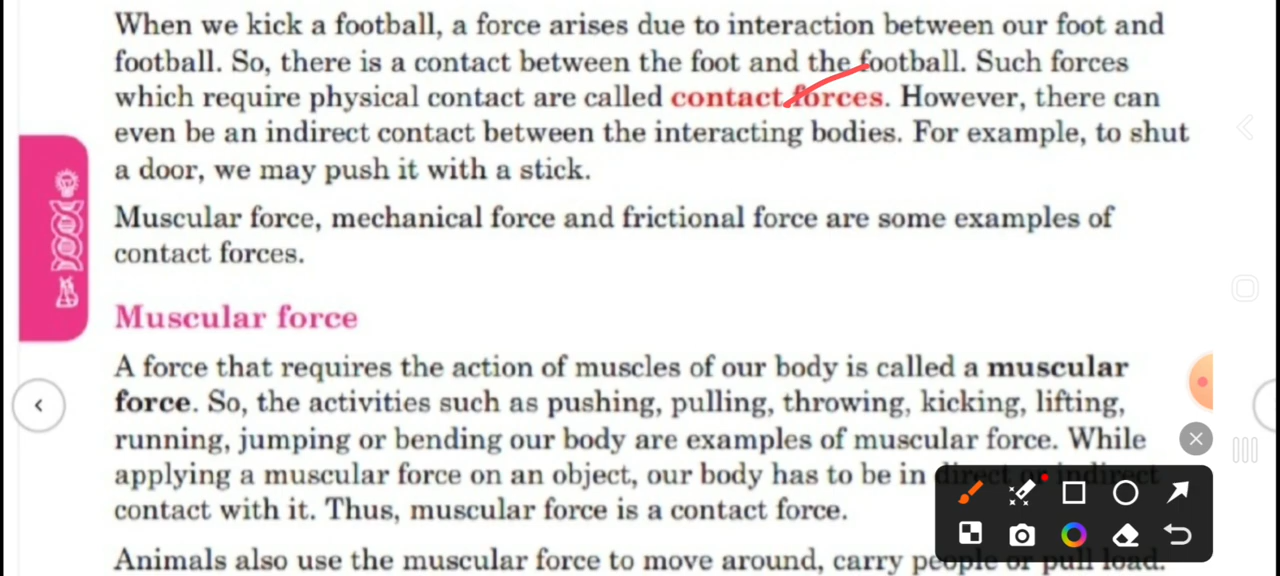 When we kick a football, a force arises due to interaction between our foot and
football. So, there is a contact between the foot and the football. Such forces
which require physical contact are called contact forces. However, there can
even be an indirect contact between the interacting bodies. For example, to shut
a door, we may push it with a stick.
Muscular force, mechanical force and frictional force are some examples of
contact forces.
Muscular force
A force that requires the action of muscles of our body is called a muscular
force. So, the activities such as pushing, pulling, throwing, kicking, lifting,
running, jumping or bending our body are examples of muscular force. While
applying a muscular force on an object, our body has to be in direct or indirect
contact with it. Thus, muscular force is a contact force.
Animals also use the muscular force to move around, carry people or pull load.